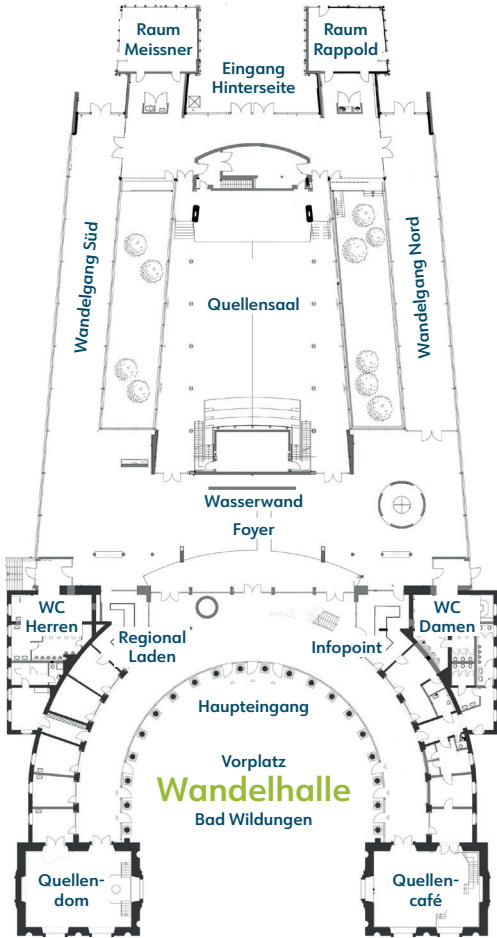 Raum
Meissner
Raum
Rappold
Eingang
Hinterseite
Wandelgang Süd
Wandelgang Nord
Quellensaal
Wasserwand
Foyer
WC
Herren
WC
Damen
Regional
Laden
Infopoint
Haupteingang
Vorplatz
Wandelhalle
Bad Wildungen
Quellen-
dom
Quellen-
café